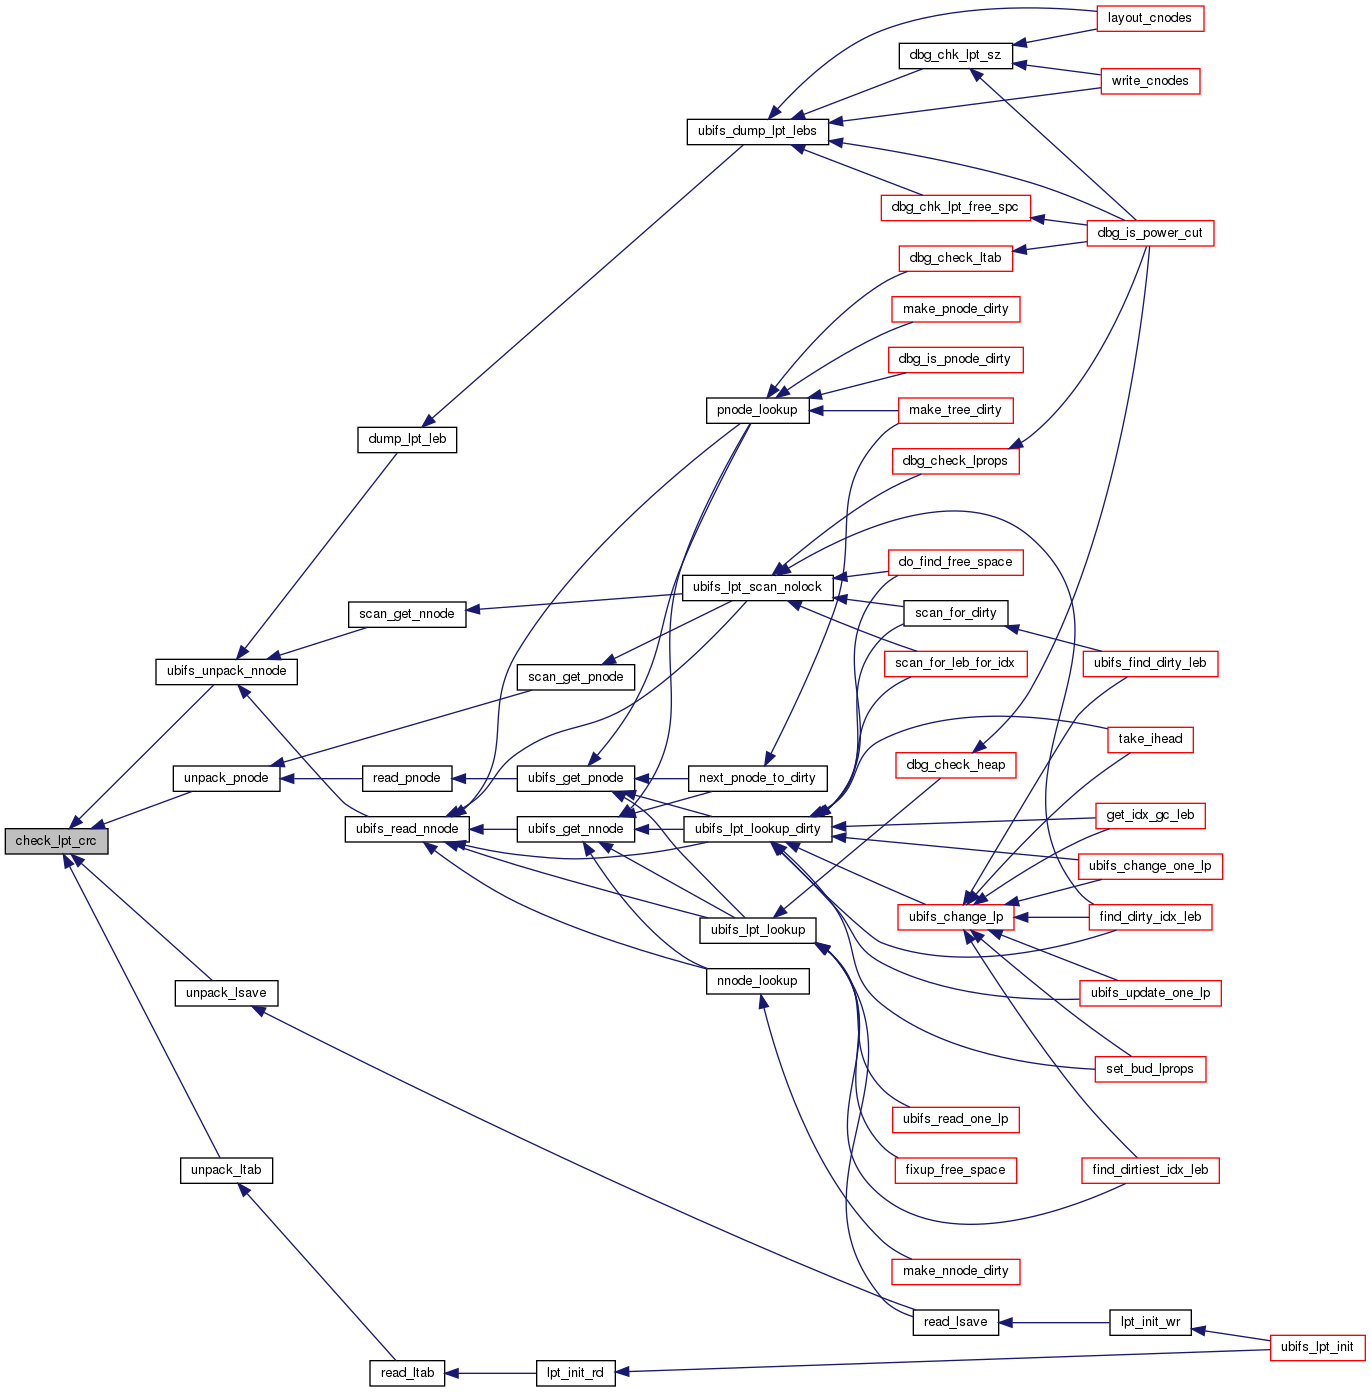 layout_cnodes
dbg_chk_lpt_sz
write_cnodes
ubifs_dump_lpt_lebs
dbg_chk_lpt_free_spc
dbg_is_power_cut
dbg_check_ltab
make_pnode_dirty
dbg_is_pnode_dirty
pnode_lookup
make_tree_dirty
dump_lpt_leb
dbg_check_lprops
do_find_free_space
ubifs_lpt_scan_nolock
scan_get_nnode
scan_for_dirty
ubifs_unpack_nnode
scan_for_leb_for_idx
ubifs_find_dirty_leb
scan_get_pnode
take_ihead
dbg_check_heap
unpack_pnode
read_pnode
ubifs_get_pnode
next_pnode_to_dirty
get_idx_gc_leb
check_lpt_crc
ubifs_read_nnode
ubifs_get_nnode
ubifs_lpt_lookup_dirty
ubifs_change_one_lp
ubifs_change_lp
find_dirty_idx_leb
ubifs_lpt_lookup
nnode_lookup
unpack_lsave
ubifs_update_one_lp
set_bud_lprops
ubifs_read_one_lp
unpack_ltab
fixup_free_space
find_dirtiest_idx_leb
make_nnode_dirty
read_lsave
lpt_init_wr
ubifs_lpt_init
read_ltab
lpt_init_rd